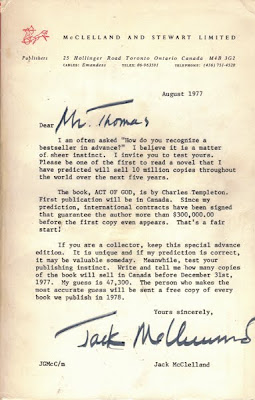 McCLELLAND AND STEWART LIMITED
Publishers 25 Hollinger Road Toronto Ontario Canada M4B 3G2
CABLES: Emandess TELEX: 06-963301 TELEPHONE: (416) 751-4520
August 1977
Dear Mr. Thomas
I am often asked "How do you recognize a
bestseller in advance?" I believe it is a matter
of sheer instinct. I invite you to test yours.
Please be one of the first to read a novel that I
have predicted will sell 10 million copies throughout
the world over the next five years.
The book, ACT OF GOD, is by Charles Templeton.
First publication will be in Canada. Since my
prediction, international contracts have been signed
that guarantee the author more than $300,000.00
before the first copy even appears. That's a fair
start!
If you are a collector, keep this special advance
edition. It is unique and if my prediction is correct,
it may be valuable someday. Meanwhile, test your
publishing instinct. Write and tell me how many copies
of the book will sell in Canada before December 31st,
1977. My guess is 47,300. The person who makes the
most accurate guess will be sent a free copy of every
book we publish in 1978.
Yours sincerely,
Jack McClelland
JGMcC/m Jack McClelland